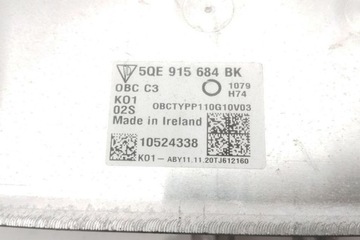 5QE 915 684 BK
OBC C3
1079
K01
H74
02S
OBCTYPP110G10V03
Made in Ireland
10524338
K01-ABY11.11.20TJ612160